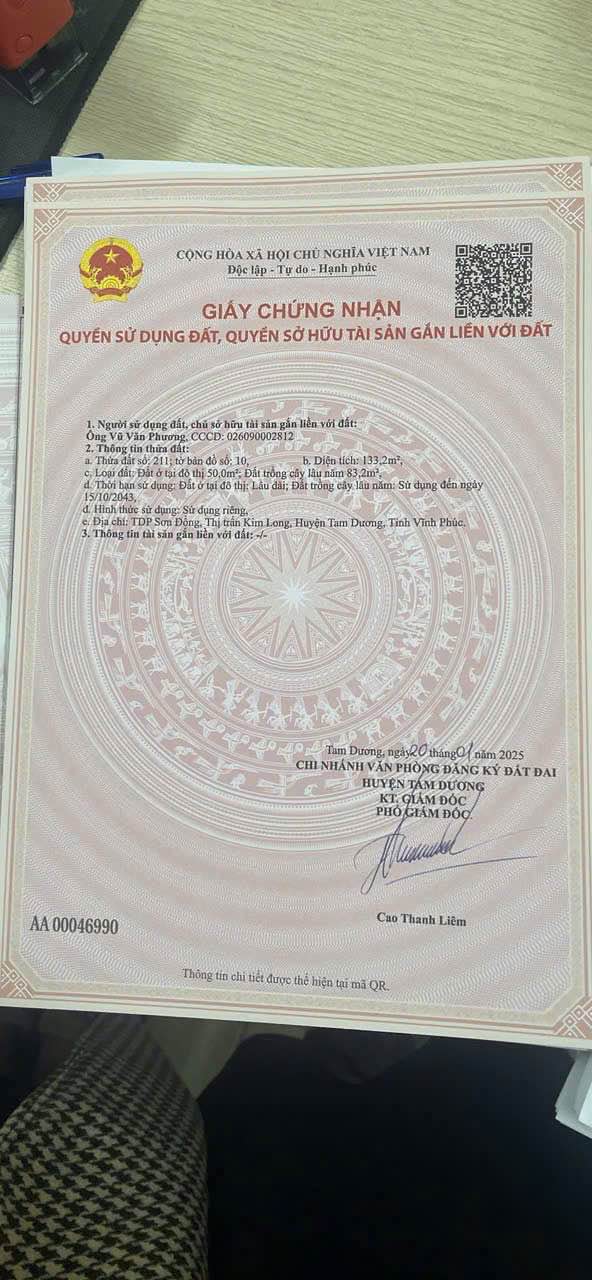 CỘNG HÒA XÃ HỘI CHỦ NGHĨA VIỆT NAM
Độc lập - Tự do - Hạnh phúc
GIẤY CHỨNG NHẬN
QUYỀN SỬ DỤNG ĐẤT, QUYỀN SỞ HỮU TÀI SẢN GẮN LIỀN VỚI ĐẤT
1. Người sử dụng đất, chủ sở hữu tài sản gắn liền với đất:
Ông Vũ Văn Phương, CCCD: 026090002812
2. Thông tin thửa đất:
a. Thửa đất số: 211; tờ bản đồ số: 10, b. Diện tích: 133,2m²,
c. Loại đất: Đất ở tại đô thị 50,0m²; Đất trồng cây lâu năm 83,2m²,
d. Thời hạn sử dụng: Đất ở tại đô thị: Lâu dài; Đất trồng cây lâu năm: Sử dụng đến ngày
15/10/2043,
đ. Hình thức sử dụng: Sử dụng riêng,
e. Địa chỉ: TDP Sơn Đồng, Thị trấn Kim Long, Huyện Tam Dương, Tỉnh Vĩnh Phúc.
3. Thông tin tài sản gắn liền với đất: -/-
Tam Dương, ngày 20 tháng 01 năm 2025
CHI NHÁNH VĂN PHÒNG ĐĂNG KÝ ĐẤT ĐAI
HUYỆN TAM DƯƠNG
KT. GIÁM ĐỐC
PHÓ GIÁM ĐỐC
Cao Thanh Liêm
AA 00046990
Thông tin chi tiết được thể hiện tại mã QR.